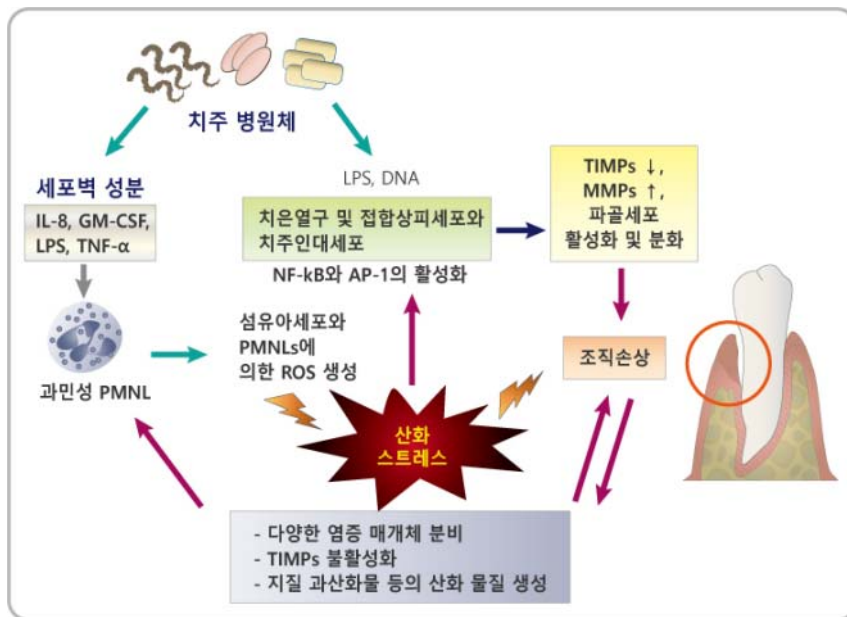 치주 병원체
세포벽 성분
IL-8, GM-CSF,
LPS, TNF-α
과민성 PMNL
LPS, DNA
치은열구 및 접합상피세포와
치주인대세포
NF-kB와 AP-1의 활성화
섬유아세포와
PMNLs에
의한 ROS 생성
산화
스트레스
TIMPs ↓,
MMPs ↑,
파골세포
활성화 및 분화
조직손상
- 다양한 염증 매개체 분비
- TIMPs 불활성화
- 지질 과산화물 등의 산화 물질 생성